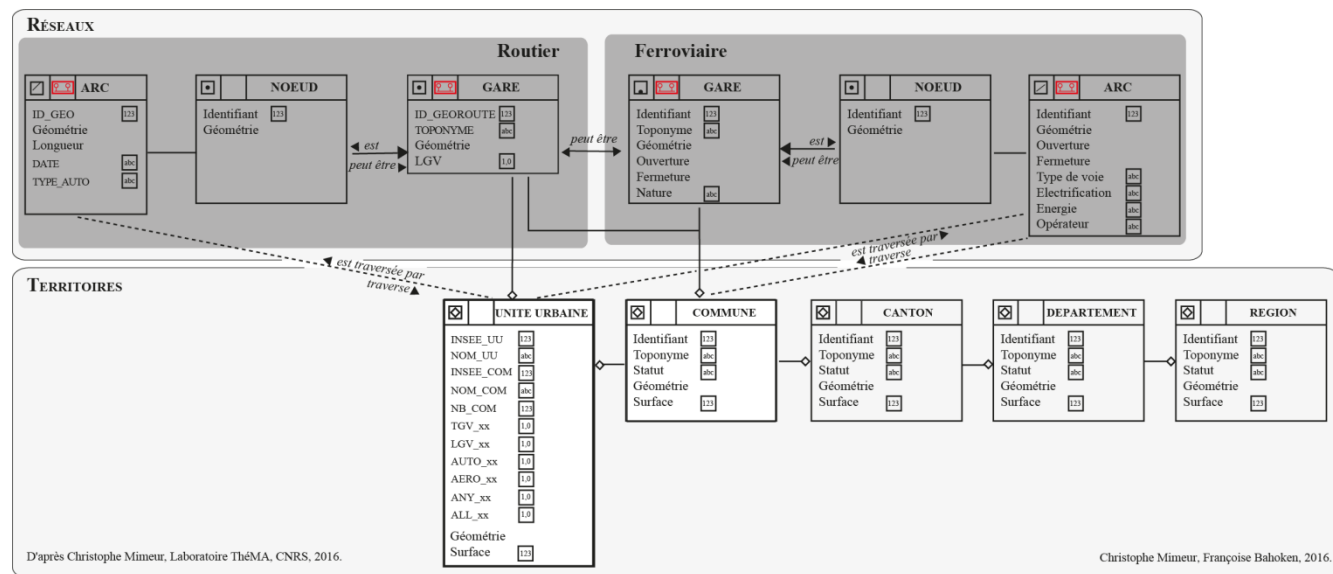 RÉSEAUX
Routier
Ferroviaire
ARC
ID_GEO 123
Géométrie
Longueur
DATE abc
TYPE_AUTO abc
NOEUD
Identifiant 123
Géométrie
est
peut être
GARE
ID_GEOROUTE 123
TOPONYME abc
Géométrie
LGV 1,0
peut être
GARE
Identifiant 123
Toponyme abc
Géométrie
Ouverture
Fermeture
Nature abc
est
peut être
NOEUD
Identifiant 123
Géométrie
ARC
Identifiant 123
Géométrie
Ouverture
Fermeture
Type de voie abc
Electrification abc
Energie abc
Opérateur abc
est traversée par
traverse
est traversée par
traverse
TERRITOIRES
UNITE URBAINE
INSEE_UU 123
NOM_UU abc
INSEE_COM 123
NOM_COM abc
NB_COM 123
TGV_xx 1,0
LGV_xx 1,0
AUTO_xx 1,0
AERO_xx 1,0
ANY_xx 1,0
ALL_xx 1,0
Géométrie
Surface 123
COMMUNE
Identifiant 123
Toponyme abc
Statut abc
Géométrie
Surface 123
CANTON
Identifiant 123
Toponyme abc
Statut abc
Géométrie
Surface 123
DEPARTEMENT
Identifiant 123
Toponyme abc
Statut abc
Géométrie
Surface 123
REGION
Identifiant 123
Toponyme abc
Statut abc
Géométrie
Surface 123
D'après Christophe Mimeur, Laboratoire ThéMA, CNRS, 2016.
Christophe Mimeur, Françoise Bahoken, 2016.